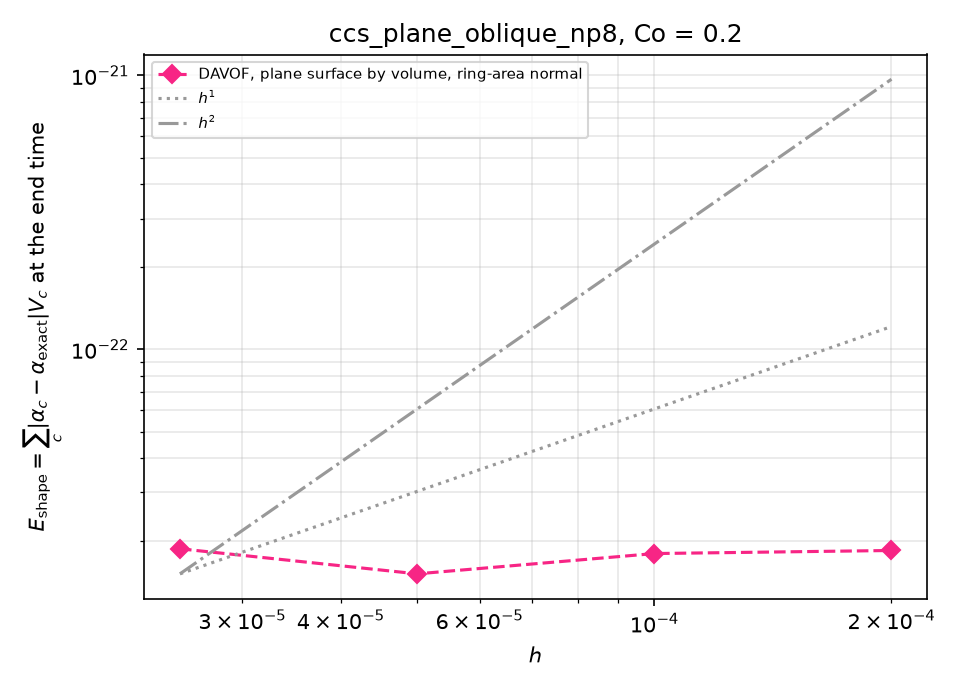 ccs_plane_oblique_np8, Co = 0.2
DAVOF, plane surface by volume, ring-area normal
h¹
h²
10⁻²¹
10⁻²²
E_shape = ∑_c |α_c − α_exact|V_c at the end time
3 × 10⁻⁵ 4 × 10⁻⁵ 6 × 10⁻⁵ 10⁻⁴ 2 × 10⁻⁴
h